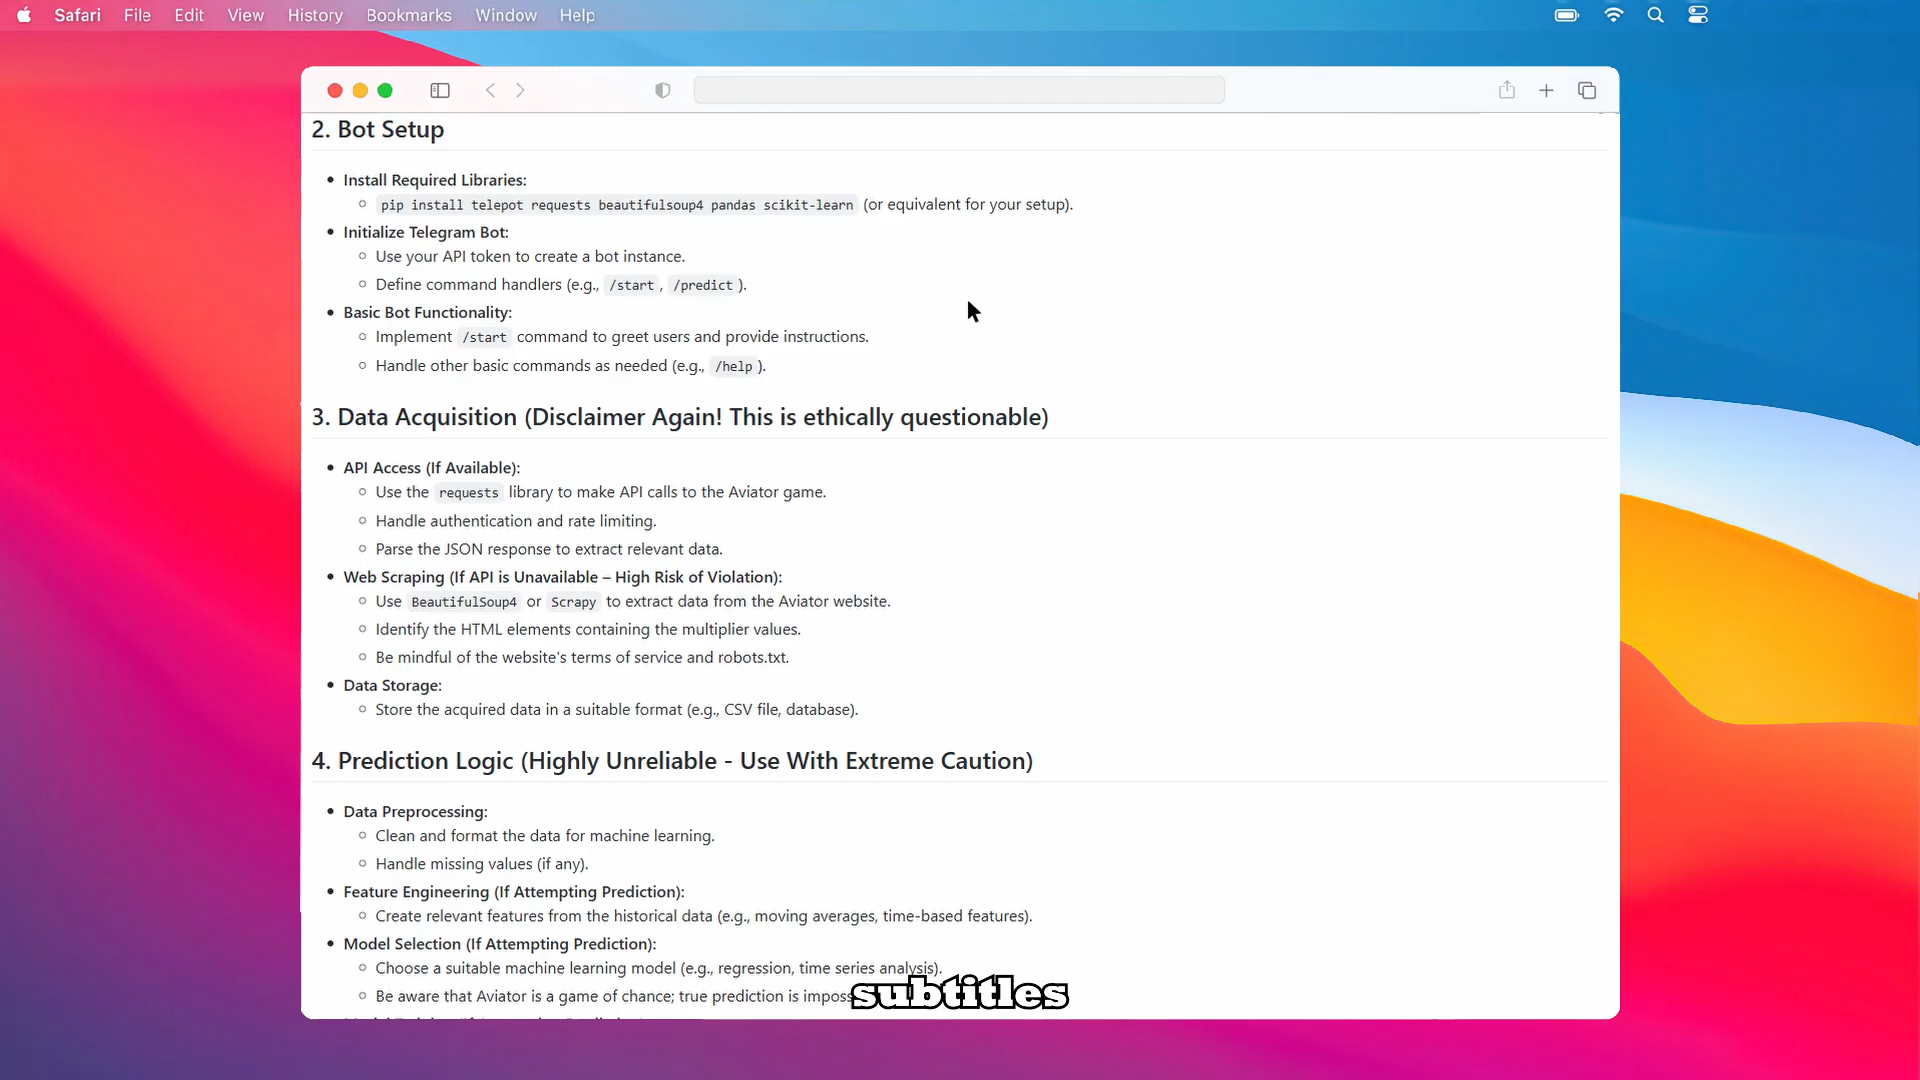 Safari File Edit View History Bookmarks Window Help
2. Bot Setup
• Install Required Libraries:
○ pip install telepot requests beautifulsoup4 pandas scikit-learn (or equivalent for your setup).
• Initialize Telegram Bot:
○ Use your API token to create a bot instance.
○ Define command handlers (e.g., /start, /predict).
• Basic Bot Functionality:
○ Implement /start command to greet users and provide instructions.
○ Handle other basic commands as needed (e.g., /help).
3. Data Acquisition (Disclaimer Again! This is ethically questionable)
• API Access (If Available):
○ Use the requests library to make API calls to the Aviator game.
○ Handle authentication and rate limiting.
○ Parse the JSON response to extract relevant data.
• Web Scraping (If API is Unavailable – High Risk of Violation):
○ Use BeautifulSoup4 or Scrapy to extract data from the Aviator website.
○ Identify the HTML elements containing the multiplier values.
○ Be mindful of the website's terms of service and robots.txt.
• Data Storage:
○ Store the acquired data in a suitable format (e.g., CSV file, database).
4. Prediction Logic (Highly Unreliable - Use With Extreme Caution)
• Data Preprocessing:
○ Clean and format the data for machine learning.
○ Handle missing values (if any).
• Feature Engineering (If Attempting Prediction):
○ Create relevant features from the historical data (e.g., moving averages, time-based features).
• Model Selection (If Attempting Prediction):
○ Choose a suitable machine learning model (e.g., regression, time series analysis).
○ Be aware that Aviator is a game of chance; true prediction is
subtitles